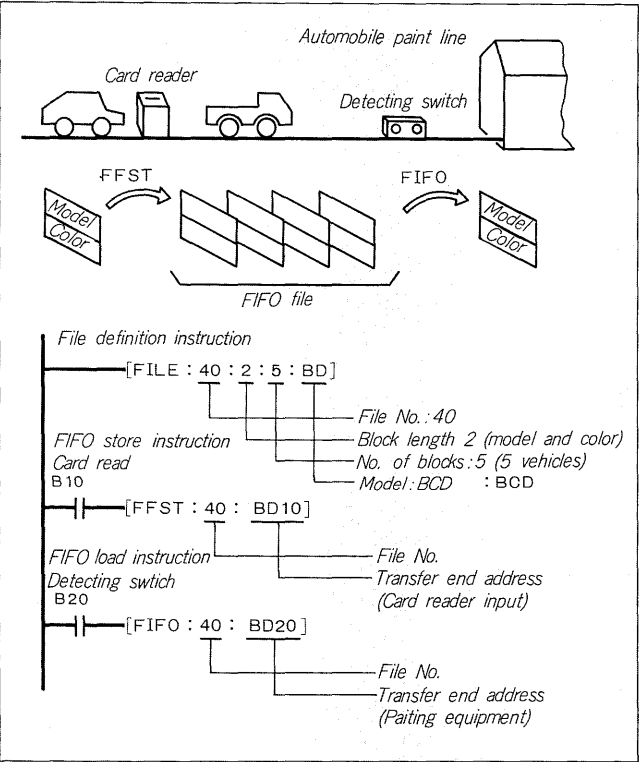 Automobile paint line
Card reader
Detecting switch
FFST
FIFO
Model
Color
Model
Color
FIFO file
File definition instruction
[FILE:40:2:5:BD]
File No.:40
Block length 2 (model and color)
No. of blocks:5 (5 vehicles)
Model:BCD :BCD
FIFO store instruction
Card read
B10
[FFST:40: BD10]
File No.
Transfer end address
(Card reader input)
FIFO load instruction
Detecting swtich
B20
[FIFO:40: BD20]
File No.
Transfer end address
(Paiting equipment)